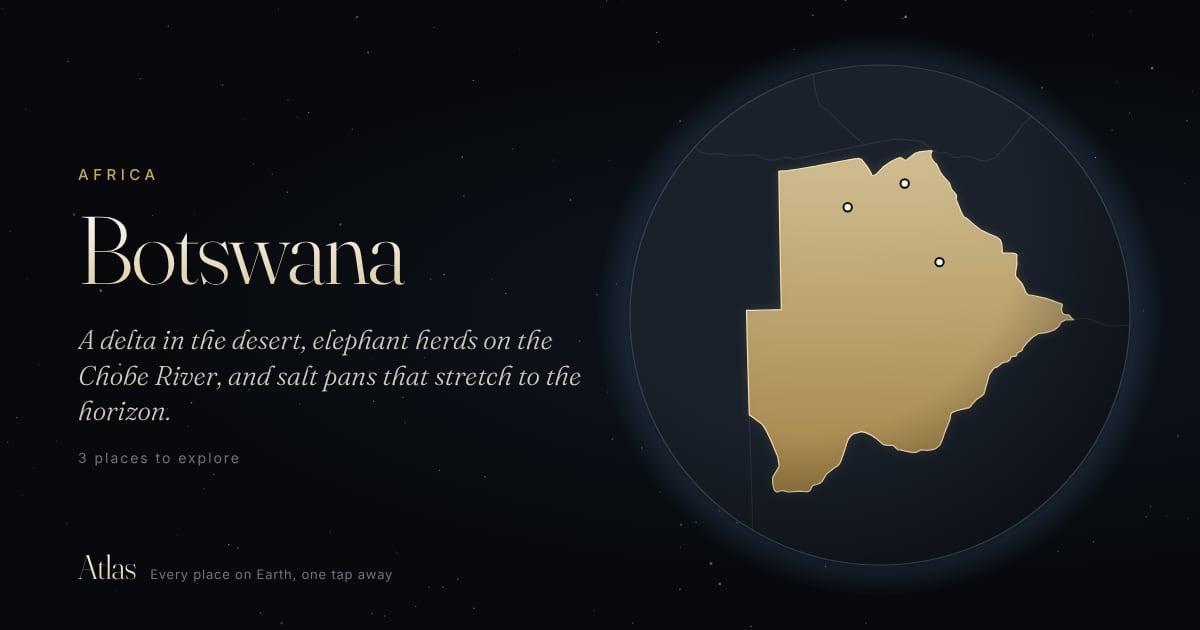 AFRICA
Botswana
A delta in the desert, elephant herds on the
Chobe River, and salt pans that stretch to the
horizon.
3 places to explore
Atlas Every place on Earth, one tap away